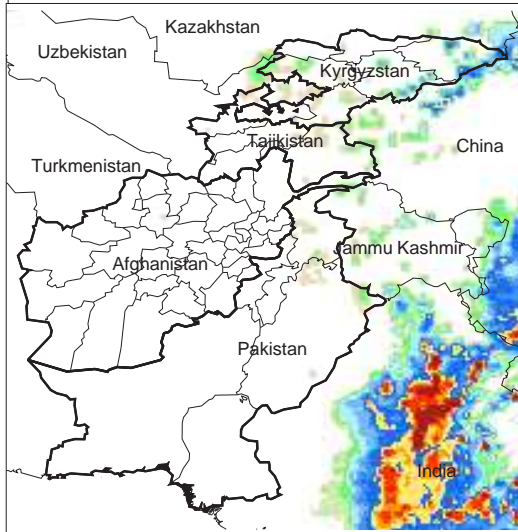 Kazakhstan
Uzbekistan
Kyrgyzstan
Tajikistan
China
Turkmenistan
Jammu Kashmir
Afghanistan
Pakistan
India